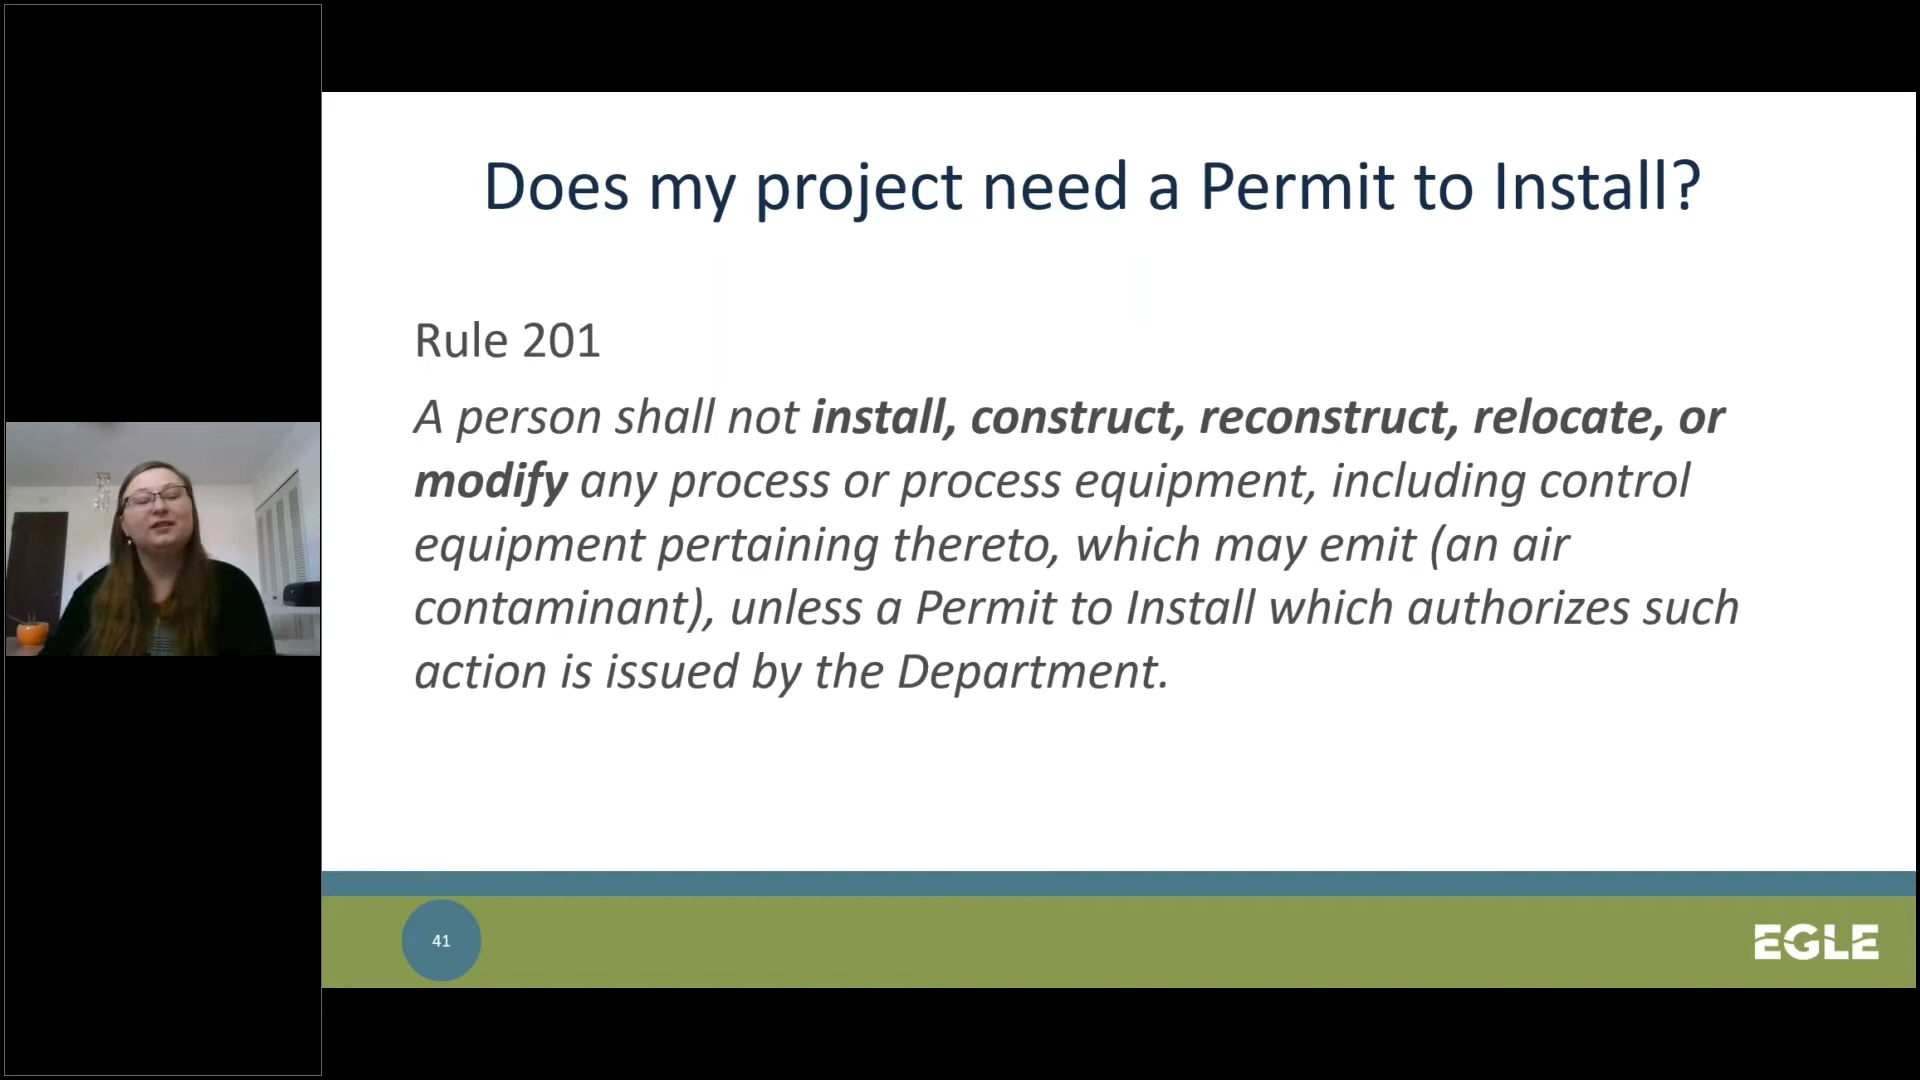 Does my project need a Permit to Install?
Rule 201
A person shall not install, construct, reconstruct, relocate, or
modify any process or process equipment, including control
equipment pertaining thereto, which may emit (an air
contaminant), unless a Permit to Install which authorizes such
action is issued by the Department.
41
EGLE